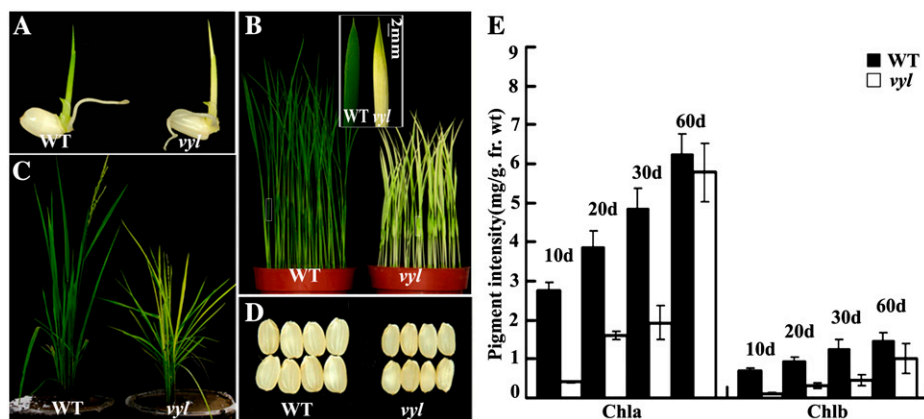 A
WT
vyl
B
2mm
WT vyl
WT
vyl
C
WT
vyl
D
WT
vyl
E
Pigment intensity(mg/g. fr. wt)
9
8
7
6
5
4
3
2
1
0
WT
vyl
10d
20d
30d
60d
10d
20d
30d
60d
Chla
Chlb